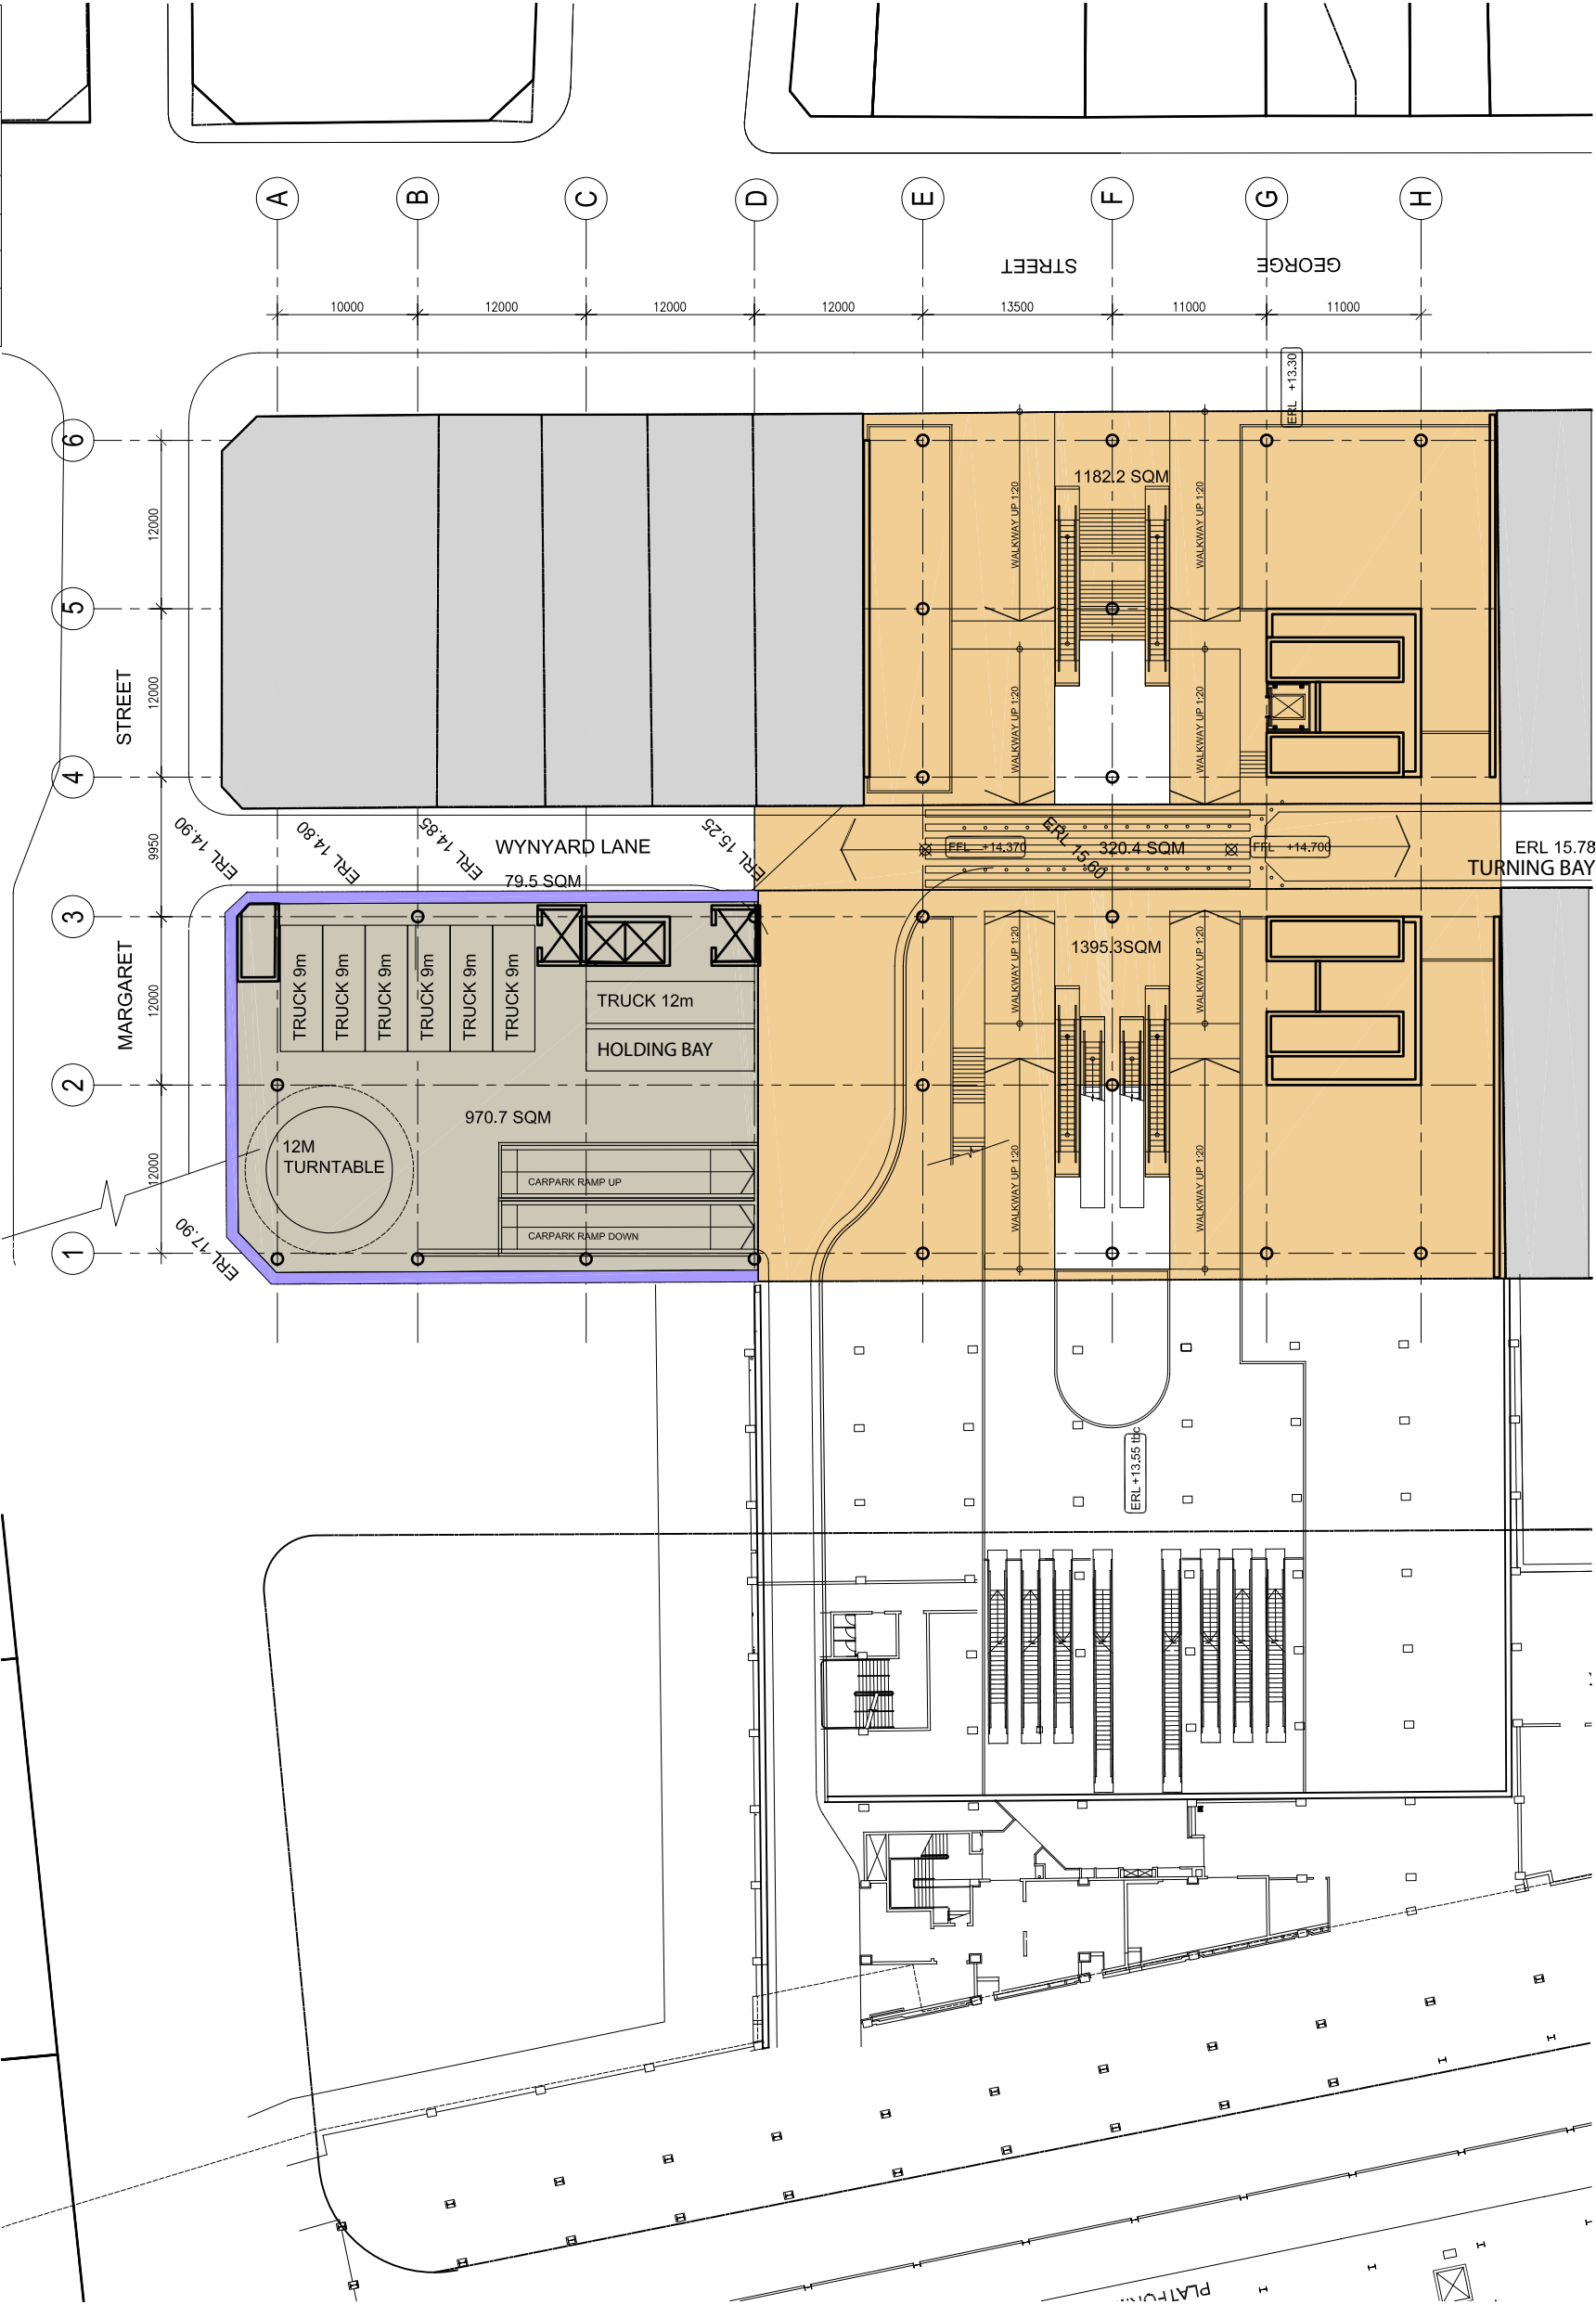 A
B
C
D
E
F
G
H
STREET
GEORGE
10000
12000
12000
12000
13500
11000
11000
ERL +13.30
6
1182.2 SQM
WALKWAY UP 1:20
WALKWAY UP 1:20
12000
5
STREET
12000
WALKWAY UP 1:20
WALKWAY UP 1:20
4
ERL 14.90
ERL 14.80
ERL 14.85
ERL 15.25
ERL 15.60
9950
WYNYARD LANE
FFL +14.370
320.4 SQM
FFL +14.700
ERL 15.78
TURNING BAY
79.5 SQM
3
MARGARET
12000
TRUCK 9m
TRUCK 9m
TRUCK 9m
TRUCK 9m
TRUCK 9m
TRUCK 9m
TRUCK 12m
HOLDING BAY
1395.3SQM
WALKWAY UP 1:20
WALKWAY UP 1:20
2
970.7 SQM
12M
TURNTABLE
12000
CARPARK RAMP UP
CARPARK RAMP DOWN
WALKWAY UP 1:20
WALKWAY UP 1:20
ERL 17.90
1
ERL +13.55 tbc